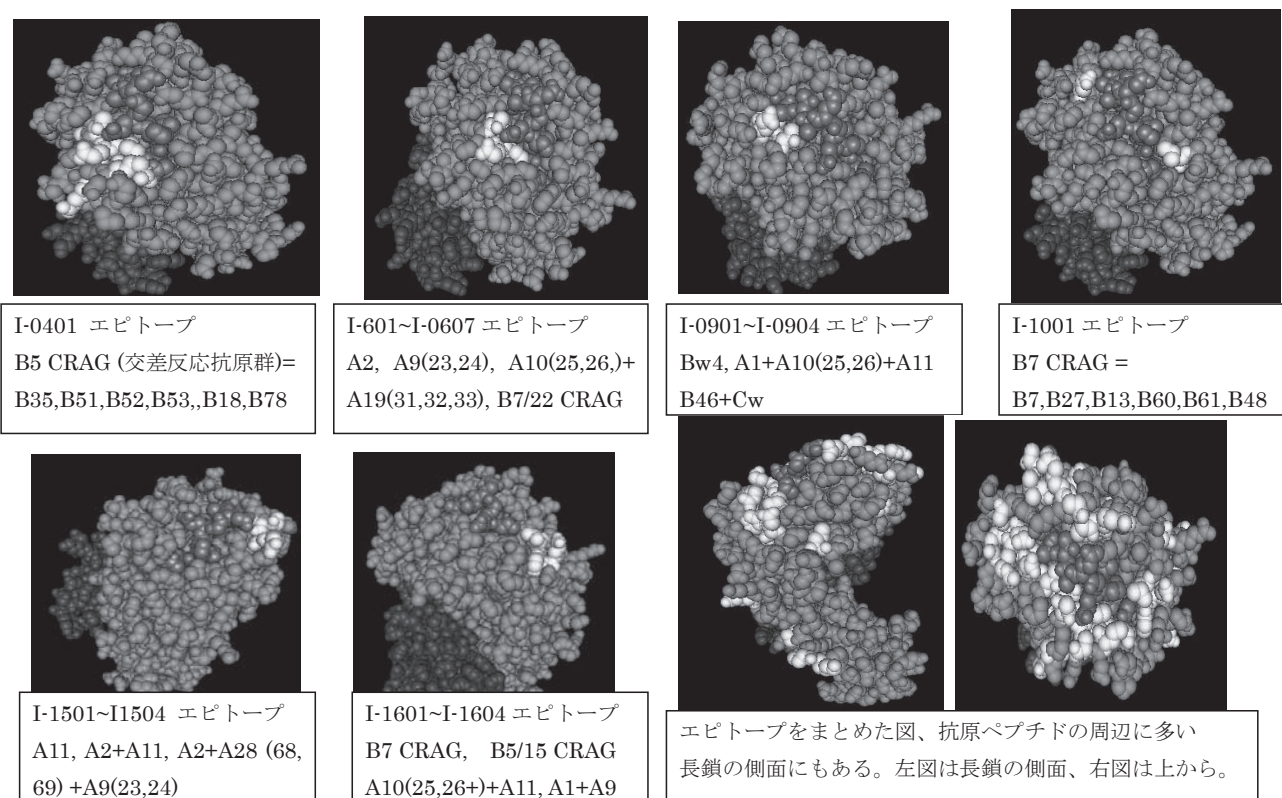 I-0401 エピトープ
B5 CRAG (交差反応抗原群)=
B35,B51,B52,B53,,B18,B78
I-601~I-0607 エピトープ
A2, A9(23,24), A10(25,26,)+
A19(31,32,33), B7/22 CRAG
I-0901~I-0904 エピトープ
Bw4, A1+A10(25,26)+A11
B46+Cw
I-1001 エピトープ
B7 CRAG =
B7,B27,B13,B60,B61,B48
I-1501~I1504 エピトープ
A11, A2+A11, A2+A28 (68,
69) +A9(23,24)
I-1601~I-1604 エピトープ
B7 CRAG, B5/15 CRAG
A10(25,26+)+A11, A1+A9
エピトープをまとめた図、抗原ペプチドの周辺に多い
長鎖の側面にもある。左図は長鎖の側面、右図は上から。